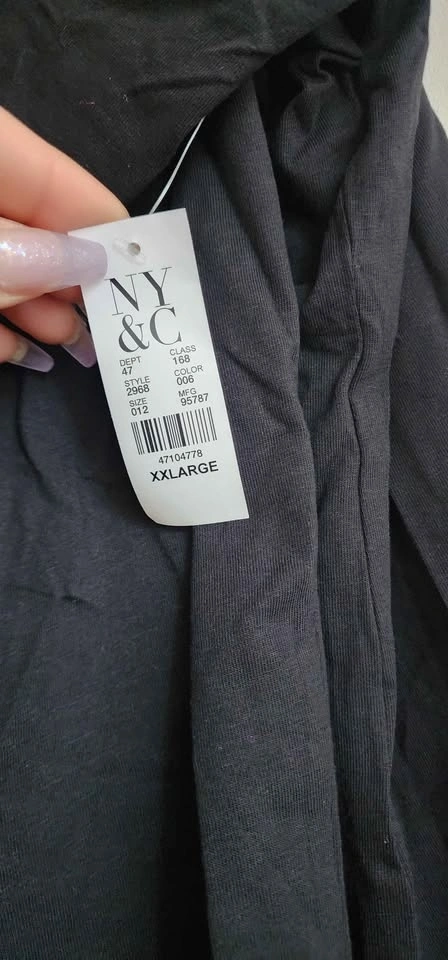 NY
&C
DEPT CLASS
47 168
STYLE COLOR
2968 006
SIZE MFG
012 95787
47104778
XXLARGE